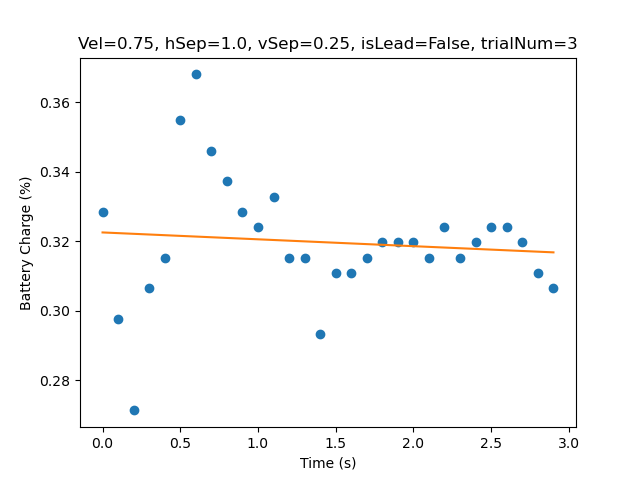 Vel=0.75, hSep=1.0, vSep=0.25, isLead=False, trialNum=3
0.36
0.34
0.32
0.30
0.28
Battery Charge (%)
0.0 0.5 1.0 1.5 2.0 2.5 3.0
Time (s)